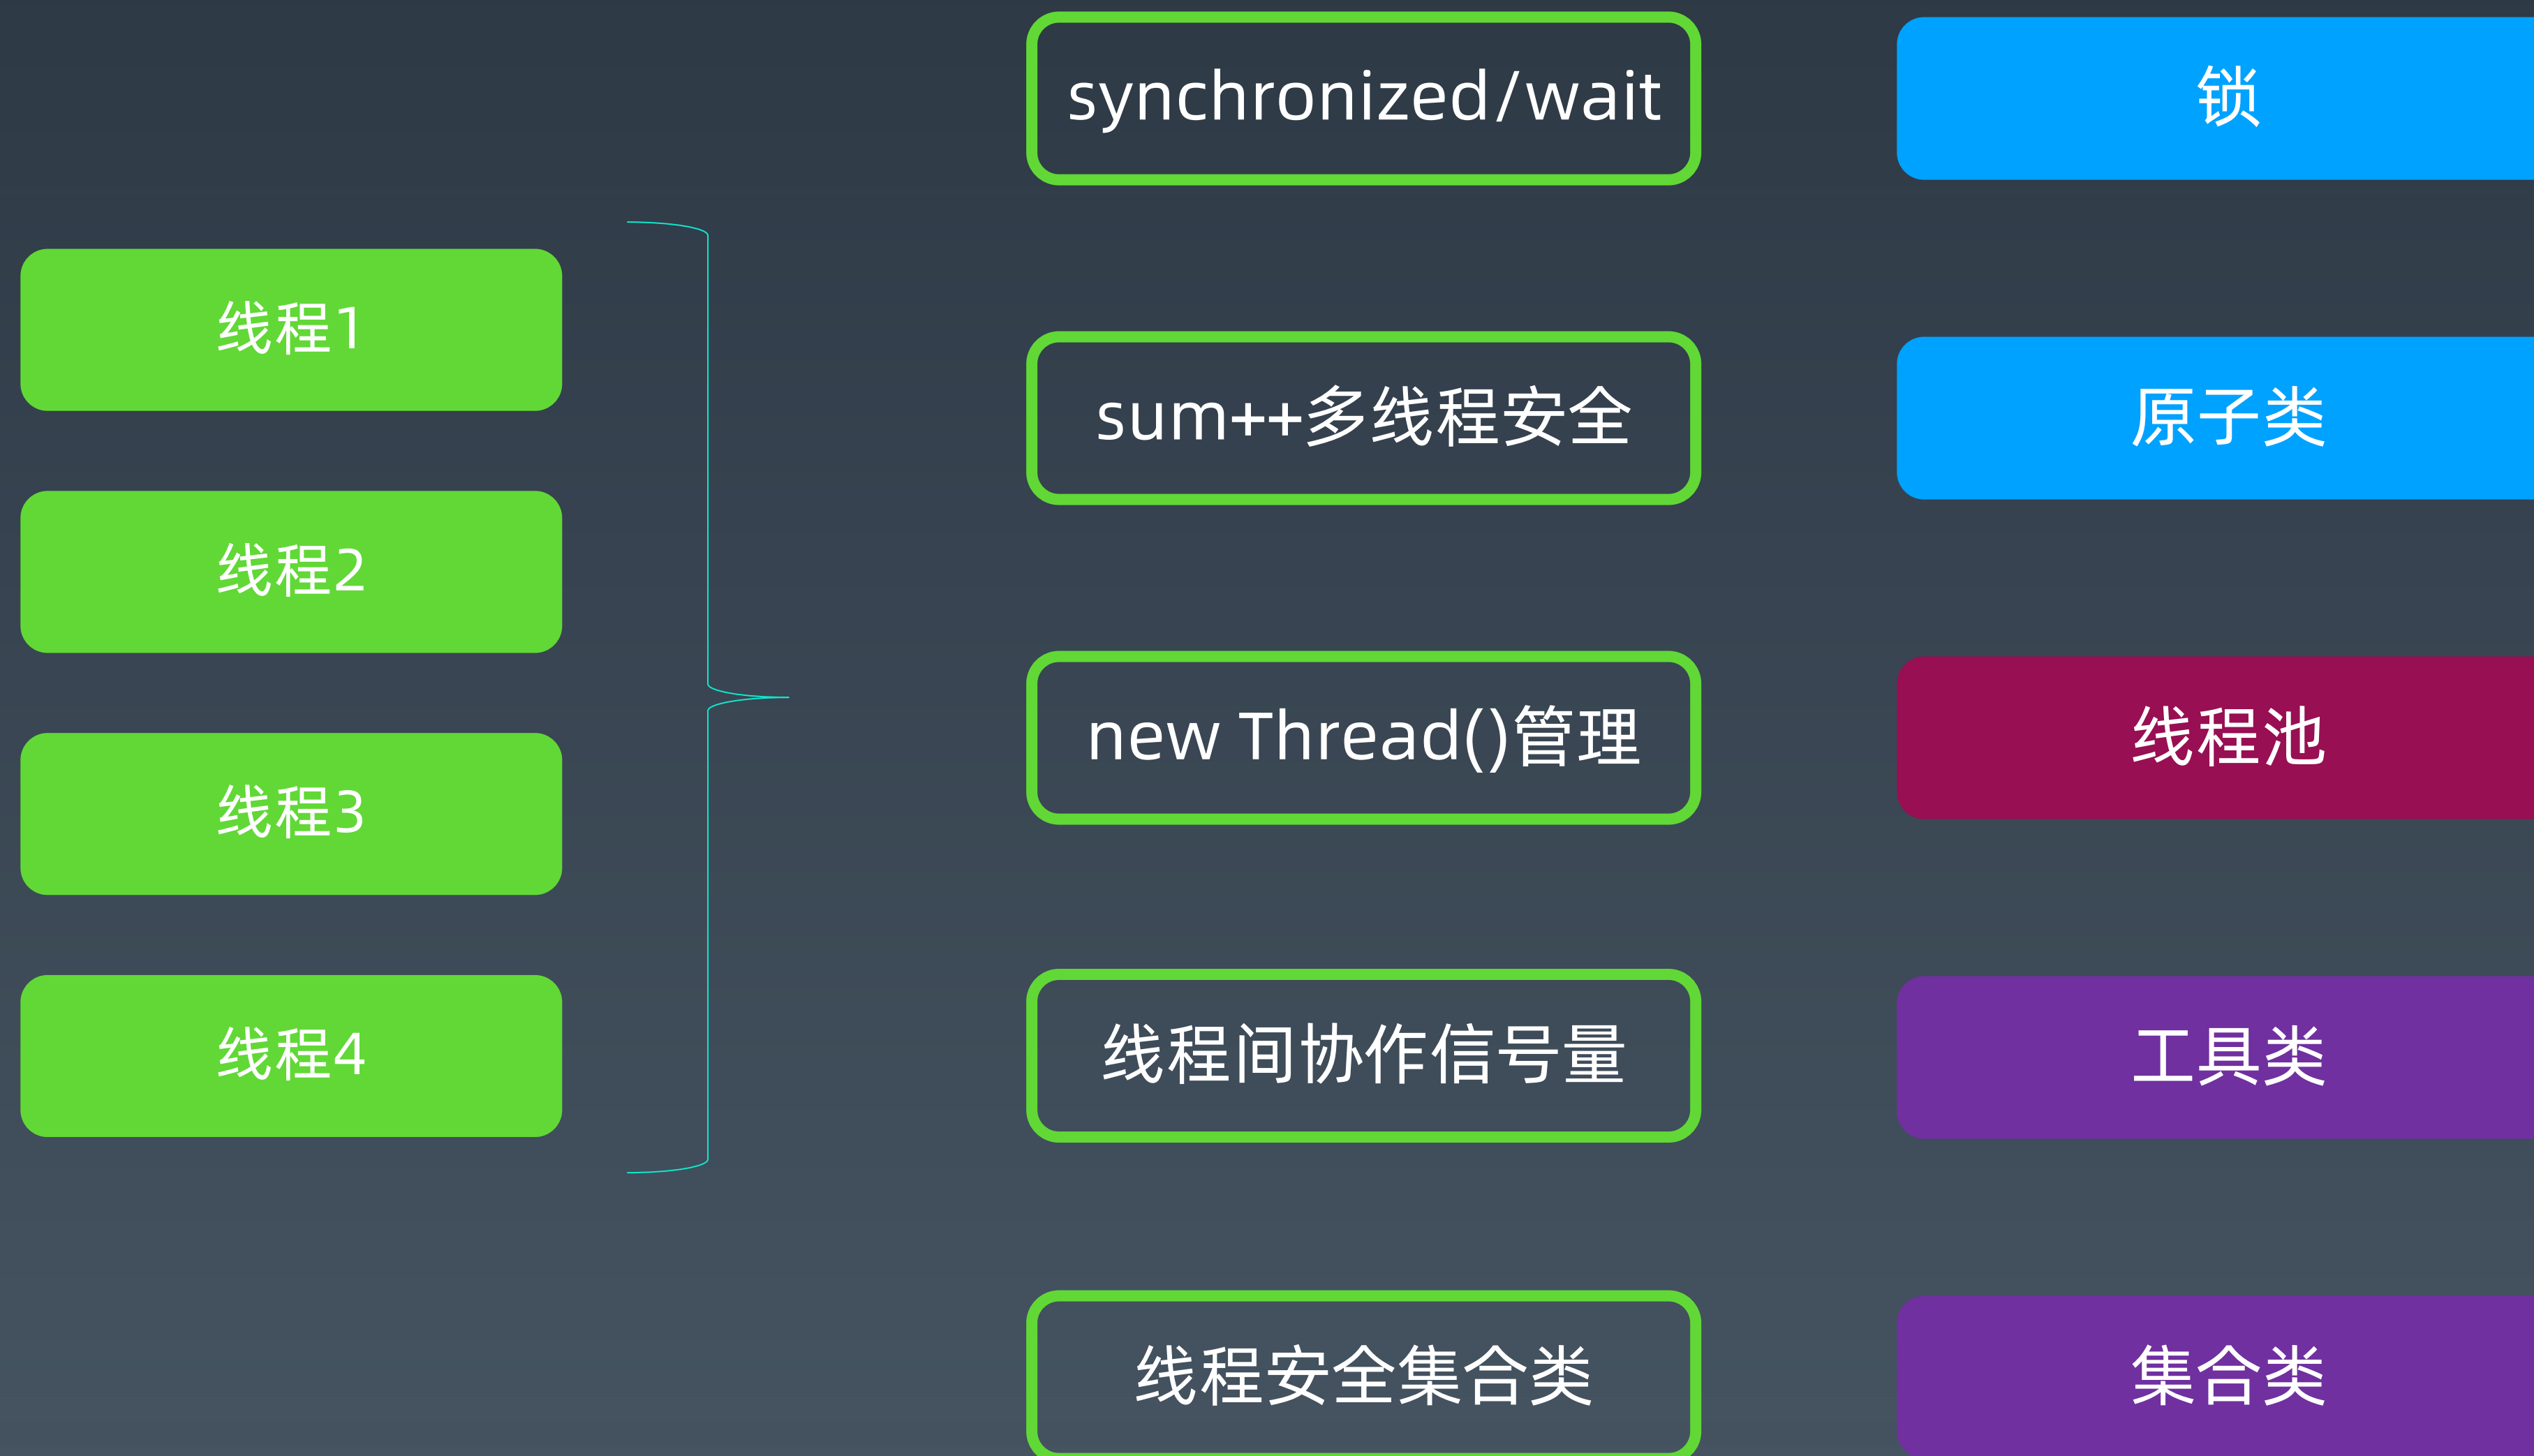 线程1
线程2
线程3
线程4
synchronized/wait
sum++多线程安全
new Thread()管理
线程间协作信号量
线程安全集合类
锁
原子类
线程池
工具类
集合类